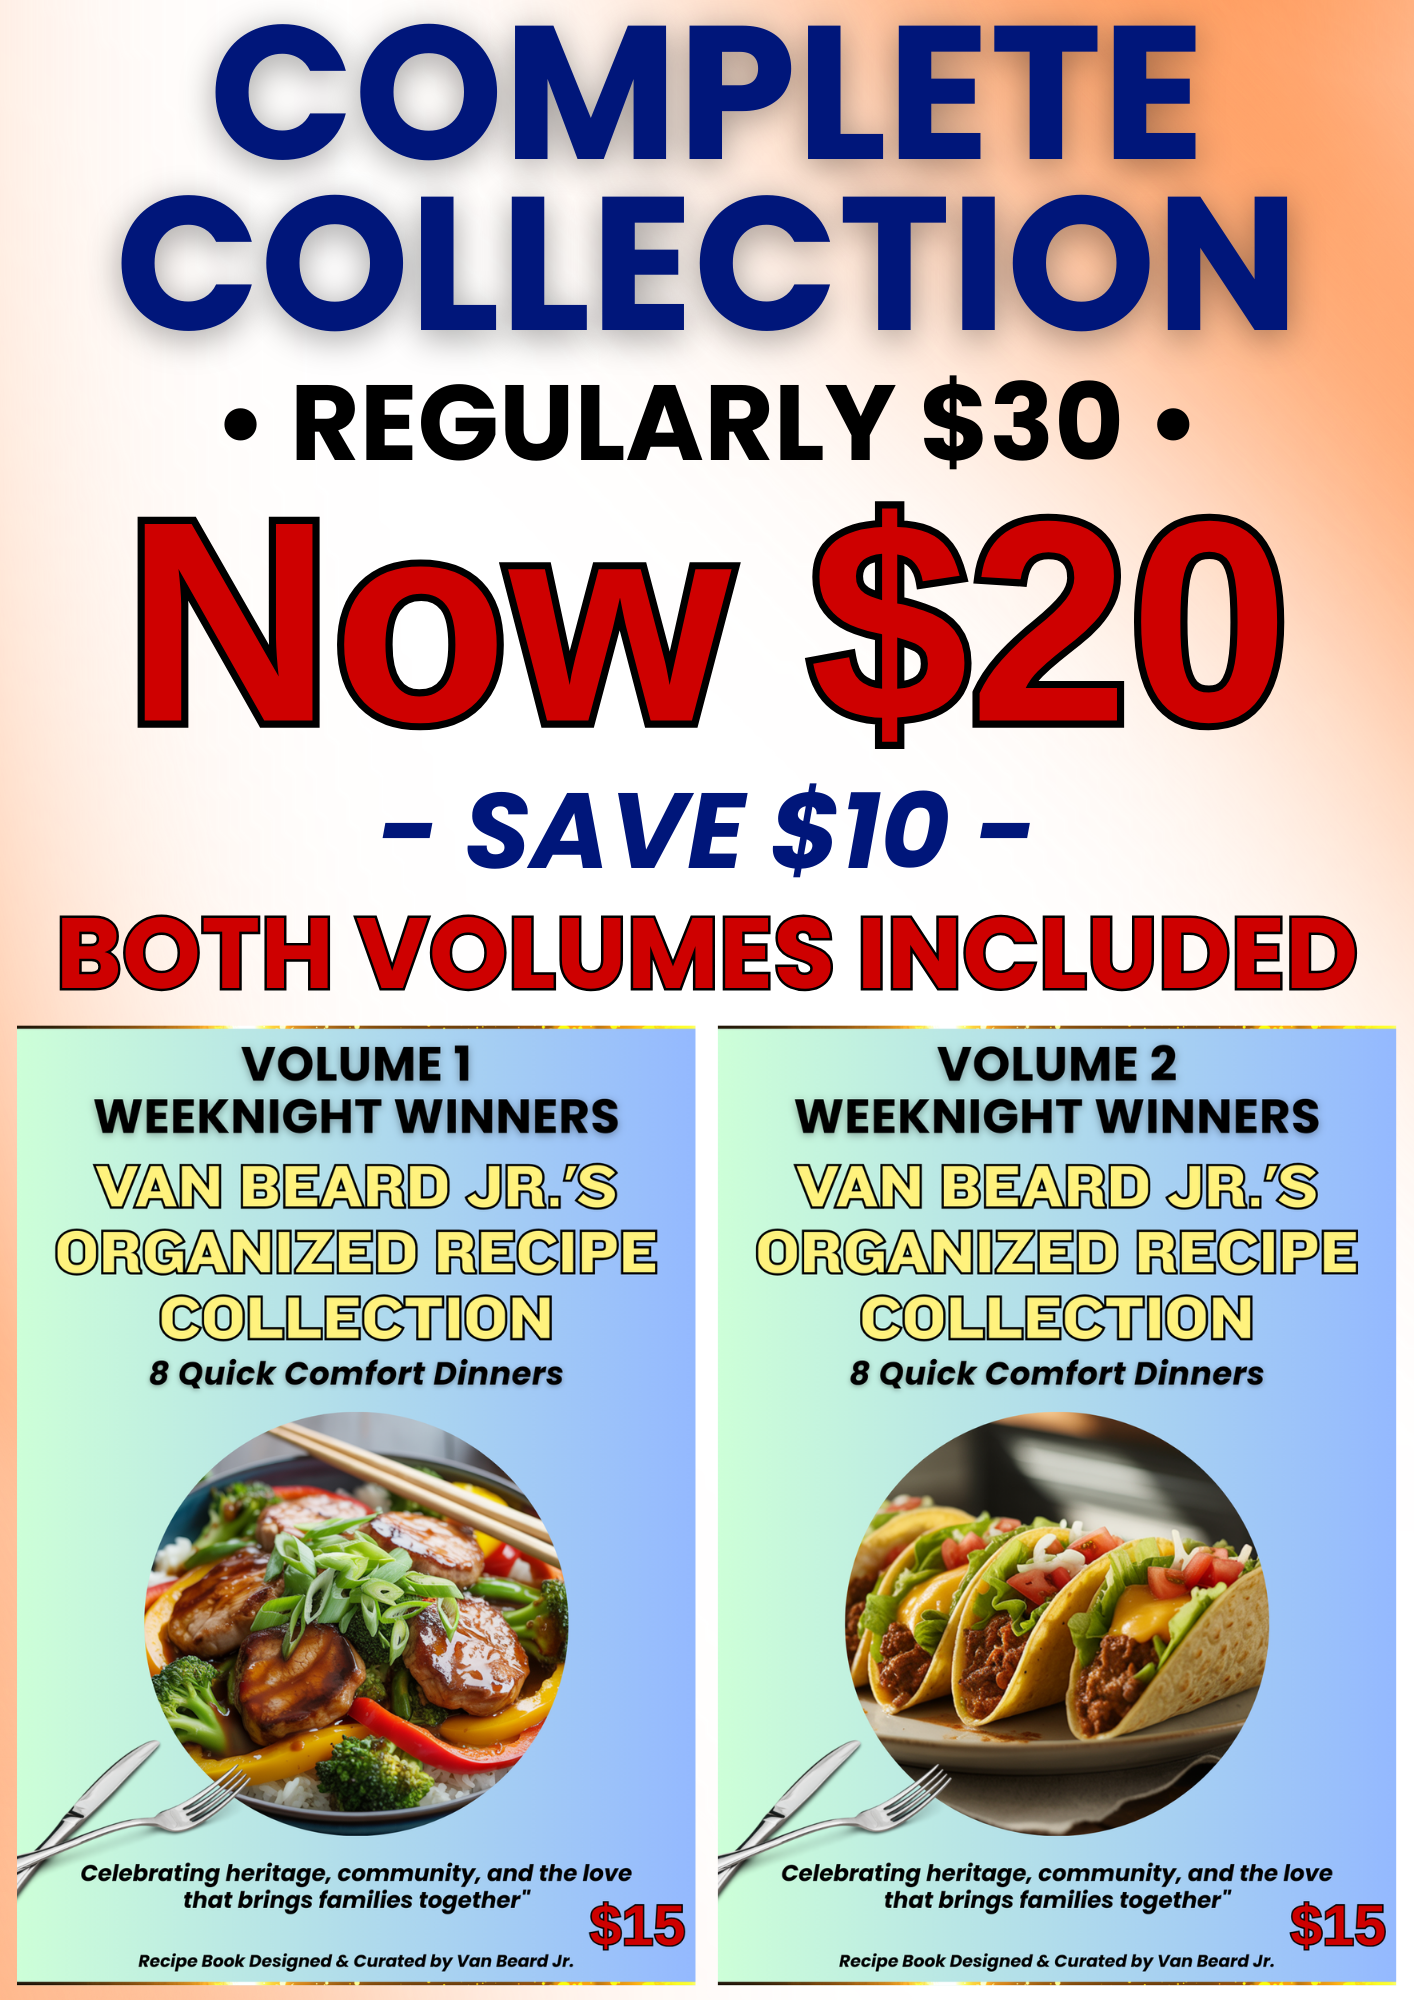 COMPLETE
COLLECTION
• REGULARLY $30 •
Now $20
- SAVE $10 -
BOTH VOLUMES INCLUDED
VOLUME 1
WEEKNIGHT WINNERS
VAN BEARD JR.'S
ORGANIZED RECIPE
COLLECTION
8 Quick Comfort Dinners
Celebrating heritage, community, and the love
that brings families together"
$15
Recipe Book Designed & Curated by Van Beard Jr.
VOLUME 2
WEEKNIGHT WINNERS
VAN BEARD JR.'S
ORGANIZED RECIPE
COLLECTION
8 Quick Comfort Dinners
Celebrating heritage, community, and the love
that brings families together"
$15
Recipe Book Designed & Curated by Van Beard Jr.